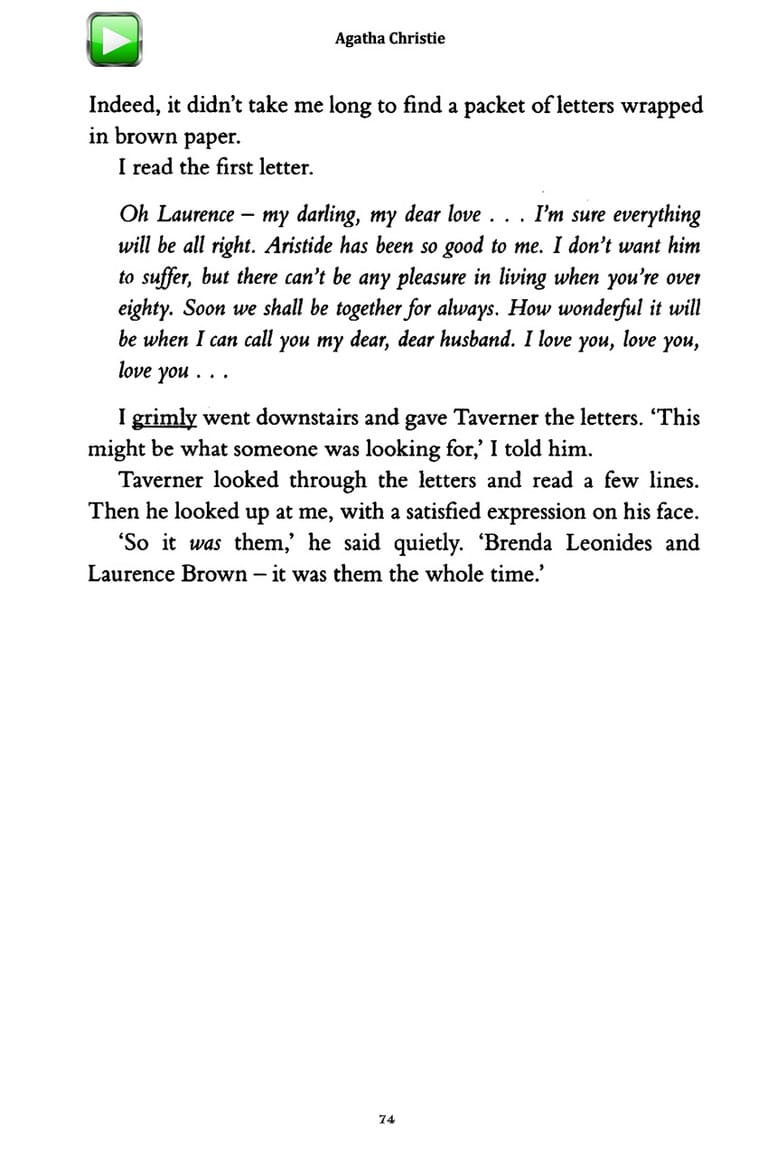 Agatha Christie
Indeed, it didn’t take me long to find a packet of letters wrapped
in brown paper.
I read the first letter.
Oh Laurence – my darling, my dear love . . . I’m sure everything
will be all right. Aristide has been so good to me. I don’t want him
to suffer, but there can’t be any pleasure in living when you’re over
eighty. Soon we shall be together for always. How wonderful it will
be when I can call you my dear, dear husband. I love you, love you,
love you . . .
I grimly went downstairs and gave Taverner the letters. ‘This
might be what someone was looking for,’ I told him.
Taverner looked through the letters and read a few lines.
Then he looked up at me, with a satisfied expression on his face.
‘So it was them,’ he said quietly. ‘Brenda Leonides and
Laurence Brown – it was them the whole time.’
74